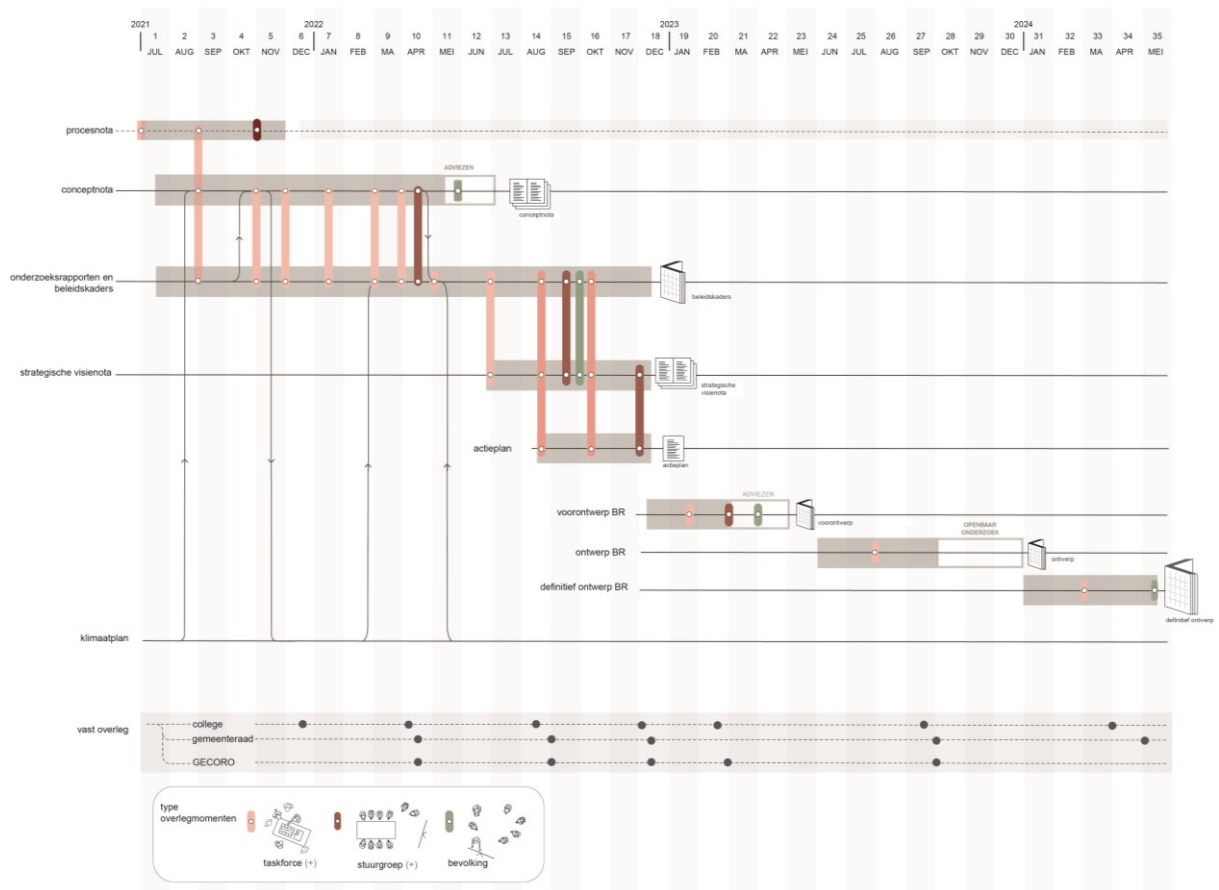 2021 2022 2023 2024
1 2 3 4 5 6 7 8 9 10 11 12 13 14 15 16 17 18 19 20 21 22 23 24 25 26 27 28 29 30 31 32 33 34 35
JUL AUG SEP OKT NOV DEC JAN FEB MA APR MEI JUN JUL AUG SEP OKT NOV DEC JAN FEB MA APR MEI JUN JUL AUG SEP OKT NOV DEC JAN FEB MA APR MEI
procesnota
ADVIEZEN
conceptnota
conceptnota
onderzoeksrapporten en
beleidskaders
beleidskaders
strategische visienota
strategische
visienota
actieplan
actieplan
ADVIEZEN
voorontwerp BR
voorontwerp
OPENBAAR
ONDERZOEK
ontwerp BR
ontwerp
definitief ontwerp BR
definitief ontwerp
klimaatplan
vast overleg
college
gemeenteraad
GECORO
type
overlegmomenten
taskforce (+)
stuurgroep (+)
bevolking